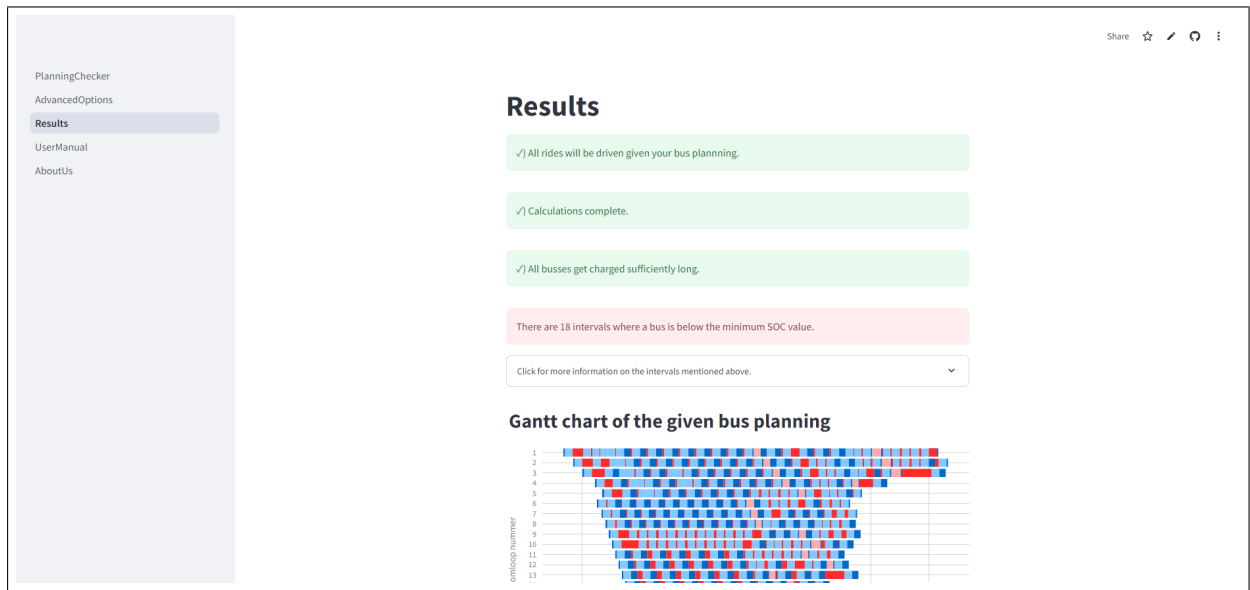 Share
PlanningChecker
AdvancedOptions
Results
UserManual
AboutUs
Results
✓) All rides will be driven given your bus plannning.
✓) Calculations complete.
✓) All busses get charged sufficiently long.
There are 18 intervals where a bus is below the minimum SOC value.
Click for more information on the intervals mentioned above.
Gantt chart of the given bus planning
1
2
3
4
5
6
7
8
9
10
11
12
13
omloop nummer